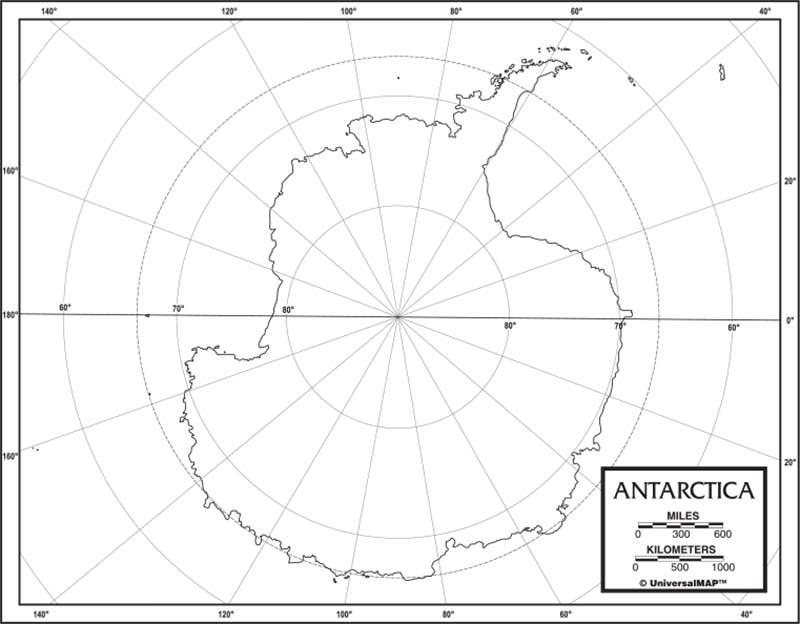 140° 120° 100° 80° 60° 40°
160°
20°
180° 60° 70° 80° 80° 70° 60° 0°
160°
20°
ANTARCTICA
MILES
0 300 600
KILOMETERS
0 500 1000
© UniversalMAP™
140° 120° 100° 80° 60° 40°